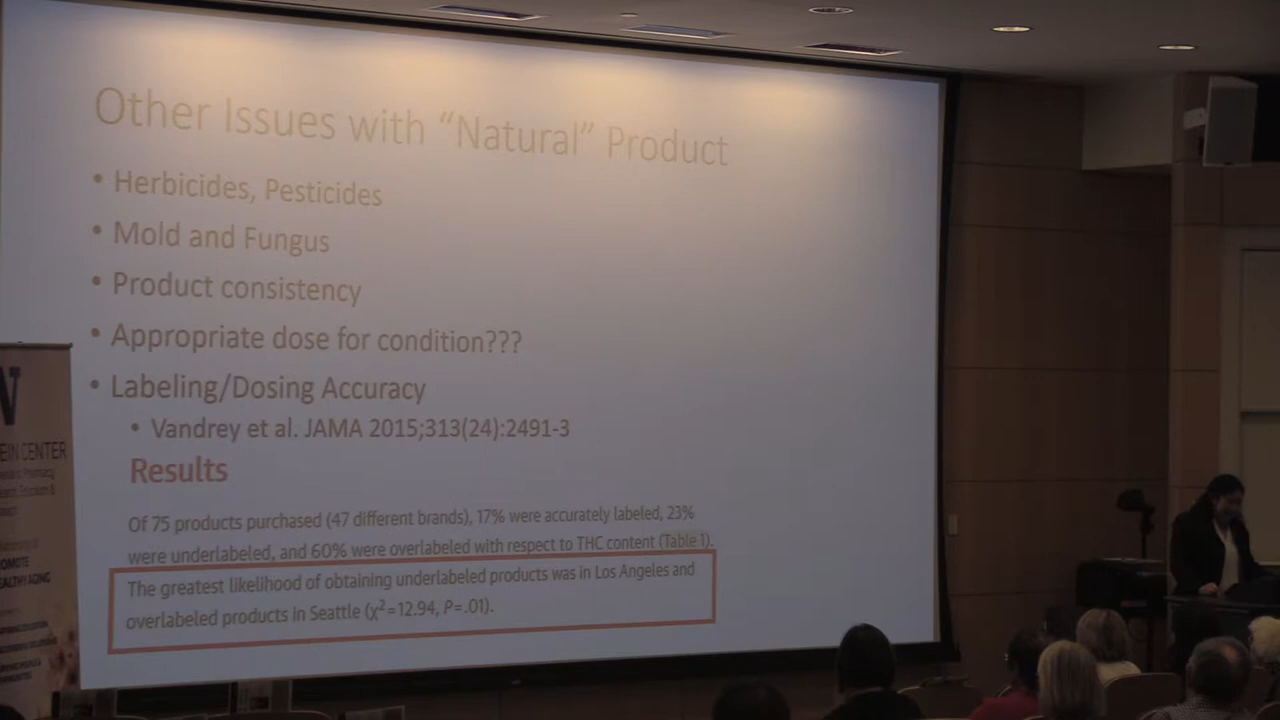 Other Issues with “Natural” Product
• Herbicides, Pesticides
• Mold and Fungus
• Product consistency
• Appropriate dose for condition???
• Labeling/Dosing Accuracy
• Vandrey et al. JAMA 2015;313(24):2491-3
Results
Of 75 products purchased (47 different brands), 17% were accurately labeled, 23%
were underlabeled, and 60% were overlabeled with respect to THC content (Table 1).
The greatest likelihood of obtaining underlabeled products was in Los Angeles and
overlabeled products in Seattle (χ²=12.94, P=.01).
EIN CENTER
Pharmacy
Education &